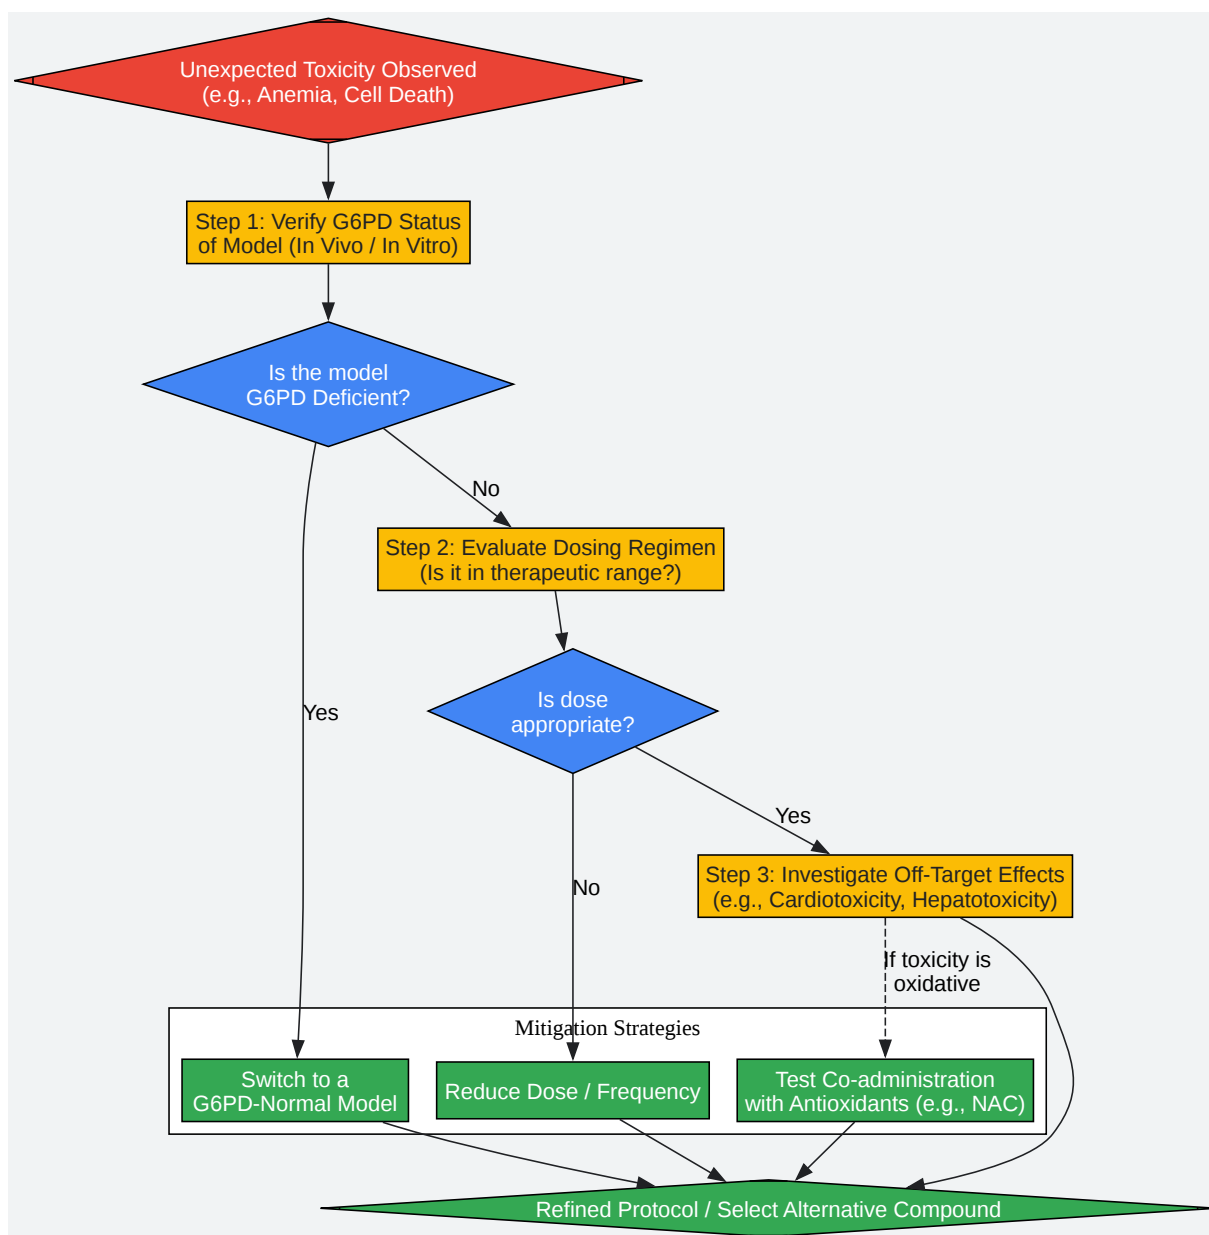 Unexpected Toxicity Observed
(e.g., Anemia, Cell Death)
Step 1: Verify G6PD Status
of Model (In Vivo / In Vitro)
Is the model
G6PD Deficient?
No
Step 2: Evaluate Dosing Regimen
(Is it in therapeutic range?)
Is dose
appropriate?
Yes
Yes
No
Step 3: Investigate Off-Target Effects
(e.g., Cardiotoxicity, Hepatotoxicity)
If toxicity is
oxidative
Mitigation Strategies
Switch to a
G6PD-Normal Model
Reduce Dose / Frequency
Test Co-administration
with Antioxidants (e.g., NAC)
Refined Protocol / Select Alternative Compound